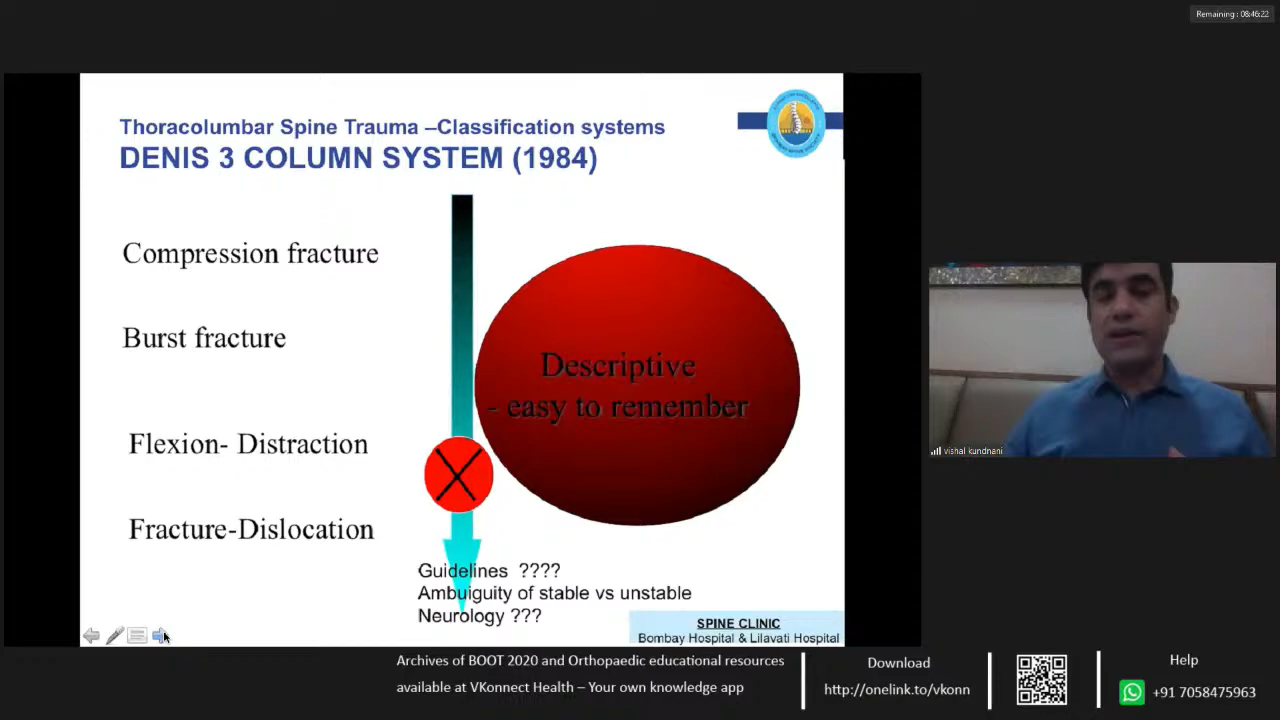 Remaining : 08:46:22
Thoracolumbar Spine Trauma –Classification systems
DENIS 3 COLUMN SYSTEM (1984)
Compression fracture
Burst fracture
Flexion- Distraction
Fracture-Dislocation
Descriptive
- easy to remember
Guidelines ????
Ambuiguity of stable vs unstable
Neurology ???
SPINE CLINIC
Bombay Hospital & Lilavati Hospital
vishal kundnani
Archives of BOOT 2020 and Orthopaedic educational resources
available at VKonnect Health – Your own knowledge app
Download
http://onelink.to/vkonn
Help
+91 7058475963